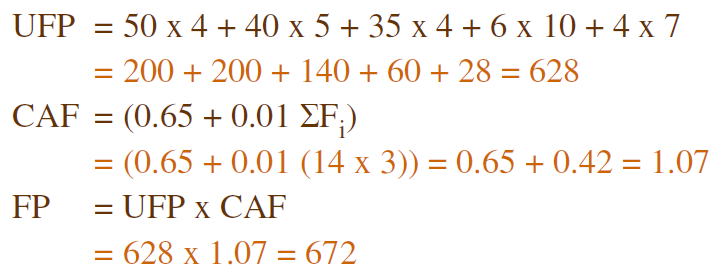 UFP = 50 x 4 + 40 x 5 + 35 x 4 + 6 x 10 + 4 x 7
= 200 + 200 + 140 + 60 + 28 = 628
CAF = (0.65 + 0.01 ΣFi)
= (0.65 + 0.01 (14 x 3)) = 0.65 + 0.42 = 1.07
FP = UFP x CAF
= 628 x 1.07 = 672